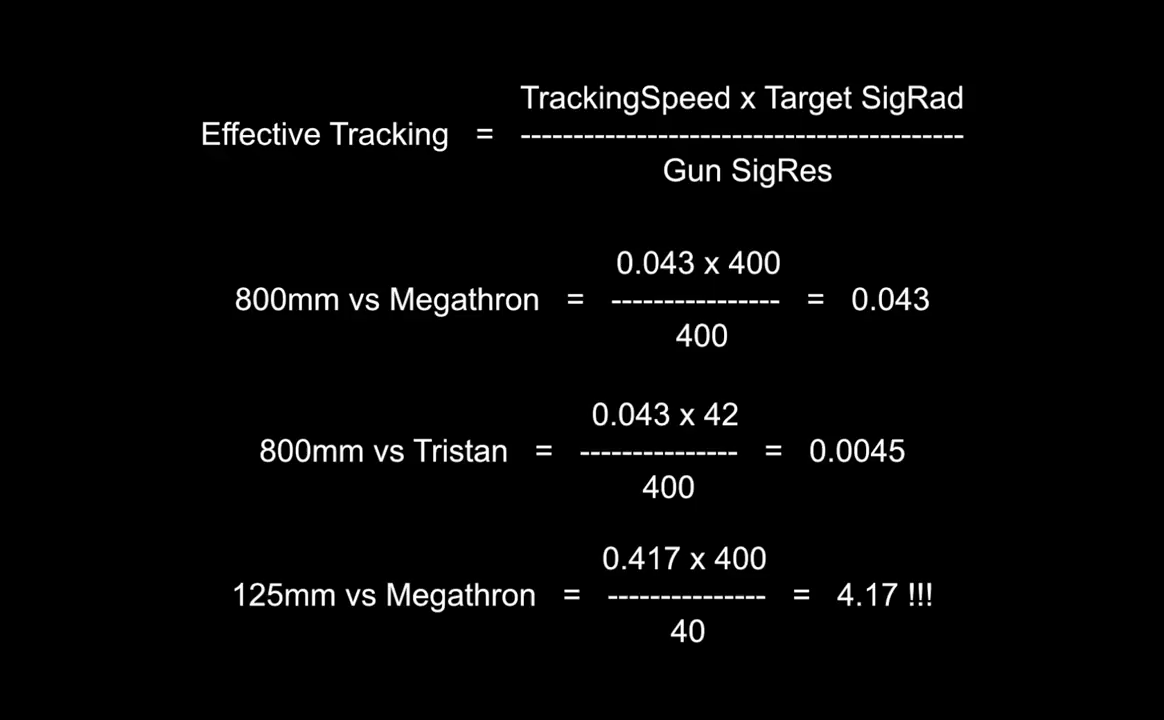 TrackingSpeed x Target SigRad
Effective Tracking = ------------------------------------------
Gun SigRes
0.043 x 400
800mm vs Megathron = ---------------- = 0.043
400
0.043 x 42
800mm vs Tristan = --------------- = 0.0045
400
0.417 x 400
125mm vs Megathron = --------------- = 4.17 !!!
40